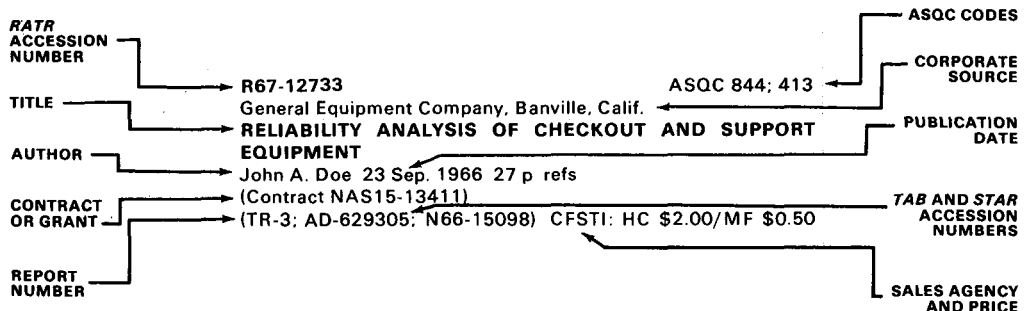 RATR
ACCESSION
NUMBER
TITLE
AUTHOR
CONTRACT
OR GRANT
REPORT
NUMBER
R67-12733 ASQC 844; 413
General Equipment Company, Banville, Calif.
RELIABILITY ANALYSIS OF CHECKOUT AND SUPPORT
EQUIPMENT
John A. Doe 23 Sep. 1966 27 p refs
(Contract NAS15-13411)
(TR-3; AD-629305; N66-15098) CFSTI: HC $2.00/MF $0.50
ASQC CODES
CORPORATE
SOURCE
PUBLICATION
DATE
TAB AND STAR
ACCESSION
NUMBERS
SALES AGENCY
AND PRICE